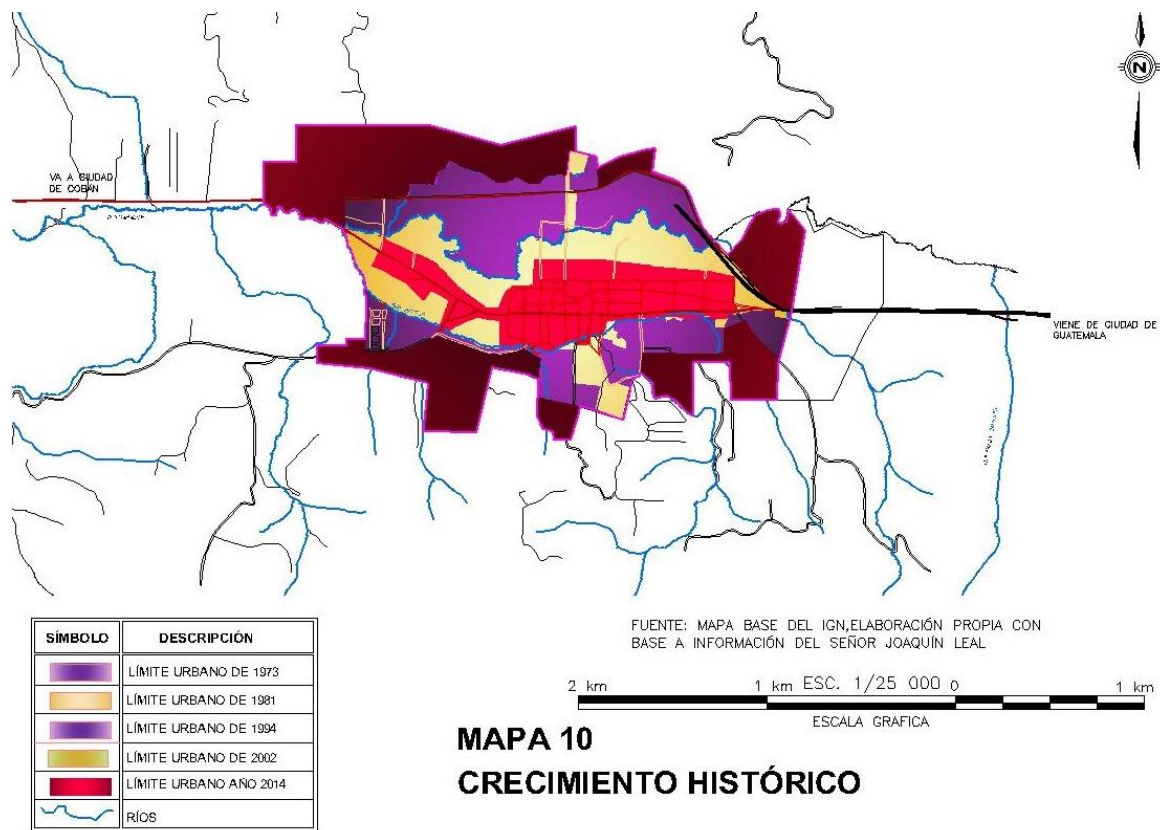 N
VA A CIUDAD
DE COBÁN
VIENE DE CIUDAD DE
GUATEMALA
SÍMBOLO DESCRIPCIÓN
LÍMITE URBANO DE 1973
LÍMITE URBANO DE 1981
LÍMITE URBANO DE 1994
LÍMITE URBANO DE 2002
LÍMITE URBANO AÑO 2014
RÍOS
FUENTE: MAPA BASE DEL IGN,ELABORACIÓN PROPIA CON
BASE A INFORMACIÓN DEL SEÑOR JOAQUÍN LEAL
2 km 1 km ESC. 1/25 000 0 1 km
ESCALA GRAFICA
MAPA 10
CRECIMIENTO HISTÓRICO